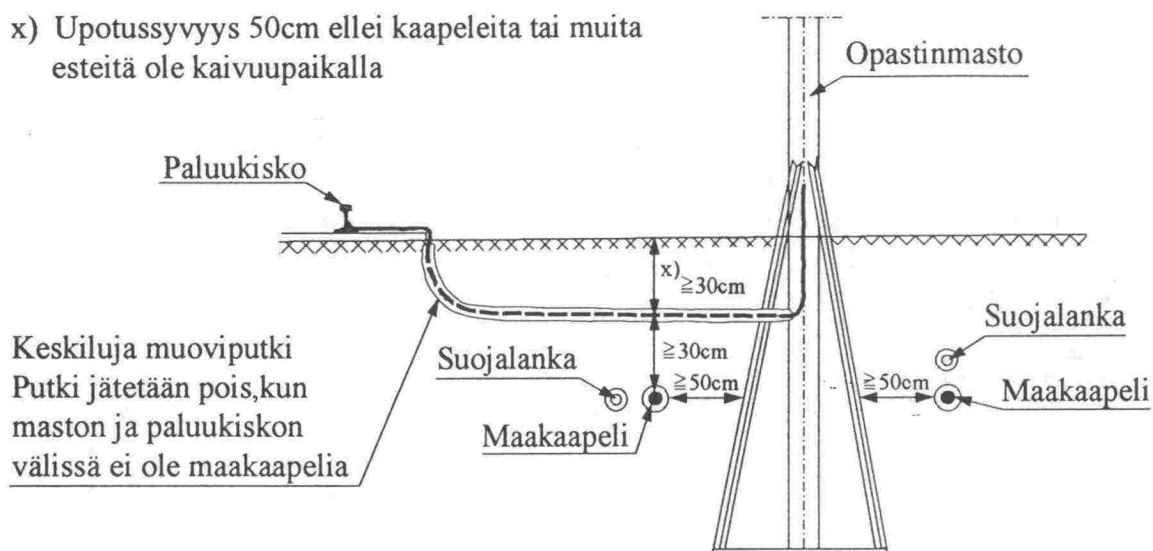 x) Upotussyvyys 50cm ellei kaapeleita tai muita
esteitä ole kaivuupaikalla
Opastinmasto
Paluukisko
x) ≧30cm
Suojalanka
Keskiluja muoviputki
Putki jätetään pois,kun
maston ja paluukiskon
välissä ei ole maakaapelia
Suojalanka
≧30cm
≧50cm
≧50cm
Maakaapeli
Maakaapeli